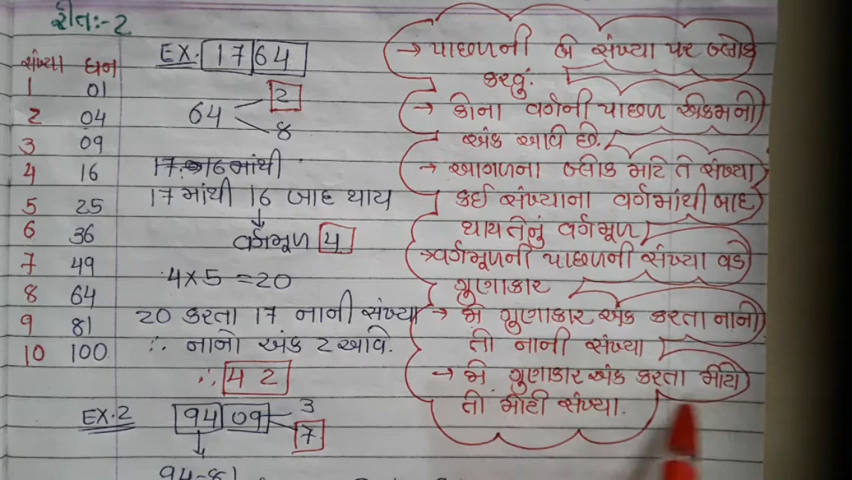 રીત:-2
સંખ્યા ઘન
1 01
2 04
3 09
4 16
5 25
6 36
7 49
8 64
9 81
10 100
EX. 17 64
64 2
8
17 માંથી 16 બાદ થાય
વર્ગમૂળ 4
4 x 5 = 20
20 કરતા 17 નાની સંખ્યા
∴ નાનો અંક 2 આવે.
∴ 4 2
EX.2 94 09 3
7
94-81
→ પાછળની બે સંખ્યા પર બ્લોક
કરવું.
→ કોના વર્ગની પાછળ એકમનો
અંક આવે છે.
→ આગળના બ્લોક માટે તે સંખ્યા
કઈ સંખ્યાના વર્ગમાંથી બાદ
થાય તેનું વર્ગમૂળ
→ વર્ગમૂળની પાછળની સંખ્યા વડે
ગુણાકાર
→ જો ગુણાકાર અંક કરતા નાનો
તો નાની સંખ્યા
→ જો ગુણાકાર અંક કરતા મોટો
તો મોટી સંખ્યા.